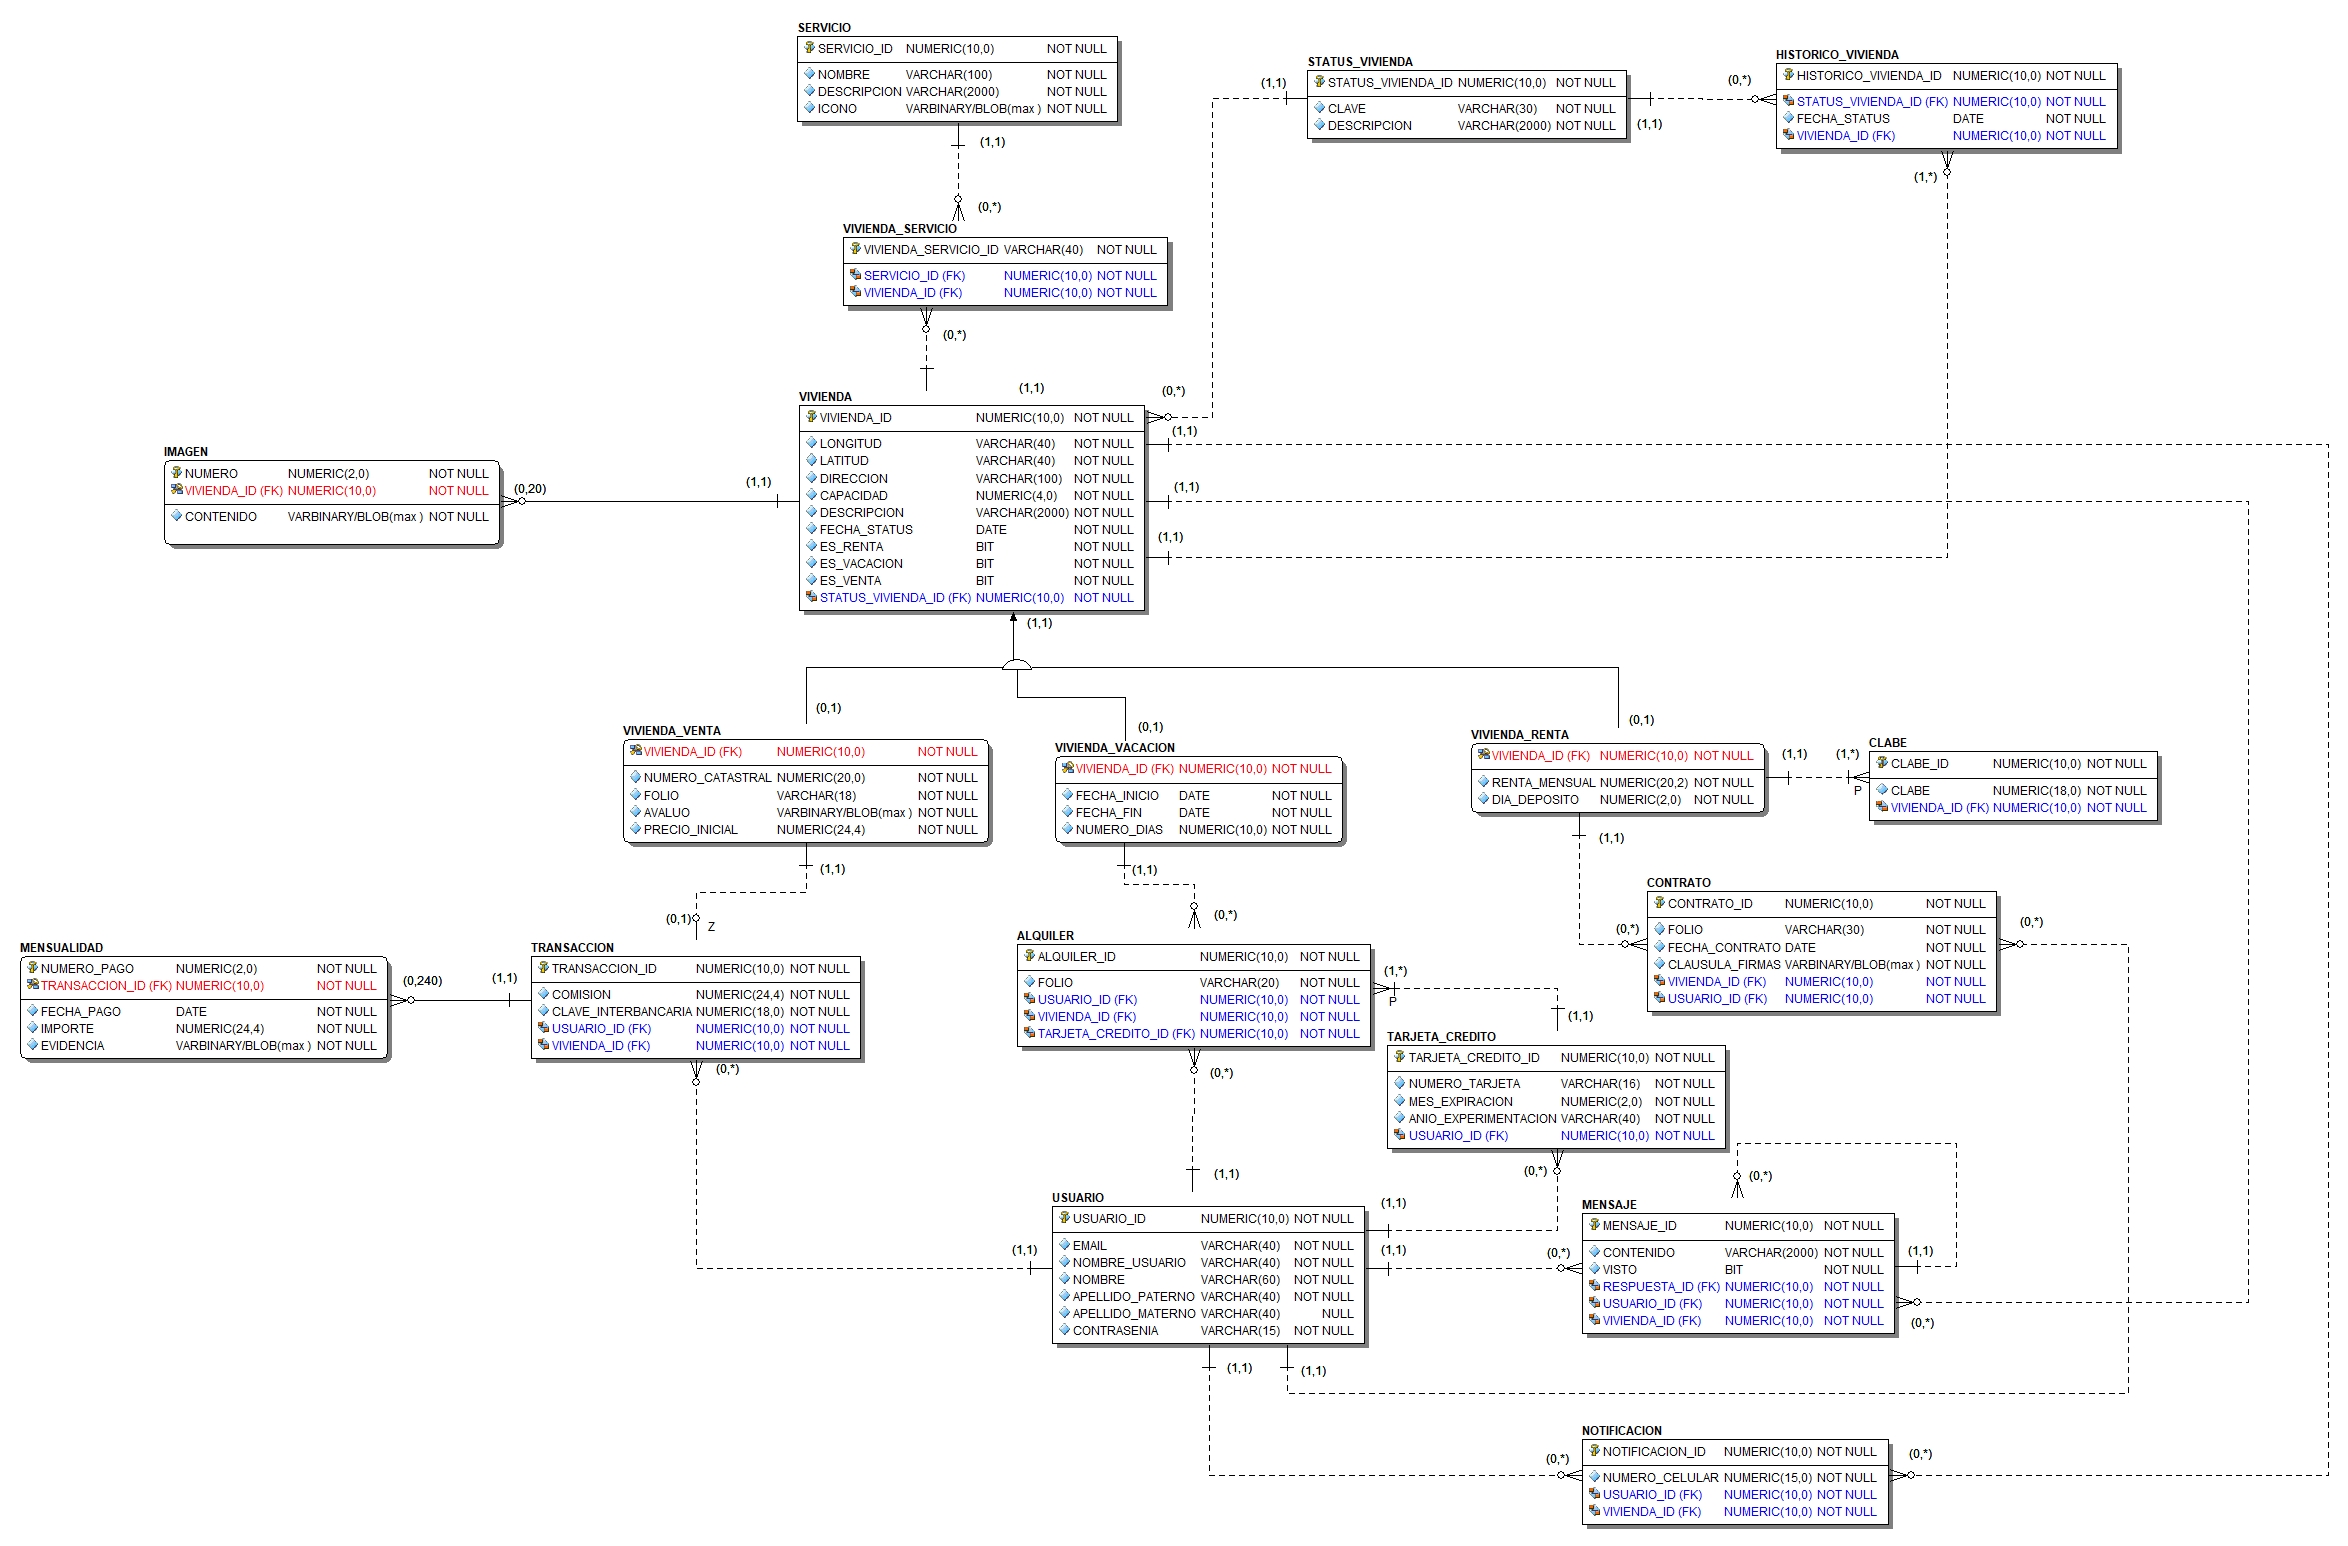 SERVICIO
SERVICIO_ID NUMERIC(10,0) NOT NULL
NOMBRE VARCHAR(100) NOT NULL
DESCRIPCION VARCHAR(2000) NOT NULL
ICONO VARBINARY/BLOB(max ) NOT NULL
(1,1)
(0,*)
STATUS_VIVIENDA
STATUS_VIVIENDA_ID NUMERIC(10,0) NOT NULL
CLAVE VARCHAR(30) NOT NULL
DESCRIPCION VARCHAR(2000) NOT NULL
(1,1)
(1,1)
(0,*)
HISTORICO_VIVIENDA
HISTORICO_VIVIENDA_ID NUMERIC(10,0) NOT NULL
STATUS_VIVIENDA_ID (FK) NUMERIC(10,0) NOT NULL
FECHA_STATUS DATE NOT NULL
VIVIENDA_ID (FK) NUMERIC(10,0) NOT NULL
(1,*)
VIVIENDA_SERVICIO
VIVIENDA_SERVICIO_ID VARCHAR(40) NOT NULL
SERVICIO_ID (FK) NUMERIC(10,0) NOT NULL
VIVIENDA_ID (FK) NUMERIC(10,0) NOT NULL
(0,*)
(1,1)
(0,*)
VIVIENDA
VIVIENDA_ID NUMERIC(10,0) NOT NULL
LONGITUD VARCHAR(40) NOT NULL
LATITUD VARCHAR(40) NOT NULL
DIRECCION VARCHAR(100) NOT NULL
CAPACIDAD NUMERIC(4,0) NOT NULL
DESCRIPCION VARCHAR(2000) NOT NULL
FECHA_STATUS DATE NOT NULL
ES_RENTA BIT NOT NULL
ES_VACACION BIT NOT NULL
ES_VENTA BIT NOT NULL
STATUS_VIVIENDA_ID (FK) NUMERIC(10,0) NOT NULL
(1,1)
(1,1)
(1,1)
(1,1)
IMAGEN
NUMERO NUMERIC(2,0) NOT NULL
VIVIENDA_ID (FK) NUMERIC(10,0) NOT NULL
CONTENIDO VARBINARY/BLOB(max ) NOT NULL
(0,20)
(1,1)
(0,1)
(0,1)
(0,1)
VIVIENDA_VENTA
VIVIENDA_ID (FK) NUMERIC(10,0) NOT NULL
NUMERO_CATASTRAL NUMERIC(20,0) NOT NULL
FOLIO VARCHAR(18) NOT NULL
AVALUO VARBINARY/BLOB(max ) NOT NULL
PRECIO_INICIAL NUMERIC(24,4) NOT NULL
(1,1)
(0,1)
Z
VIVIENDA_VACACION
VIVIENDA_ID (FK) NUMERIC(10,0) NOT NULL
FECHA_INICIO DATE NOT NULL
FECHA_FIN DATE NOT NULL
NUMERO_DIAS NUMERIC(10,0) NOT NULL
(1,1)
(0,*)
VIVIENDA_RENTA
VIVIENDA_ID (FK) NUMERIC(10,0) NOT NULL
RENTA_MENSUAL NUMERIC(20,2) NOT NULL
DIA_DEPOSITO NUMERIC(2,0) NOT NULL
(1,1)
(1,*)
P
(1,1)
(0,*)
CLABE
CLABE_ID NUMERIC(10,0) NOT NULL
CLABE NUMERIC(18,0) NOT NULL
VIVIENDA_ID (FK) NUMERIC(10,0) NOT NULL
CONTRATO
CONTRATO_ID NUMERIC(10,0) NOT NULL
FOLIO VARCHAR(30) NOT NULL
FECHA_CONTRATO DATE NOT NULL
CLAUSULA_FIRMAS VARBINARY/BLOB(max ) NOT NULL
VIVIENDA_ID (FK) NUMERIC(10,0) NOT NULL
USUARIO_ID (FK) NUMERIC(10,0) NOT NULL
(0,*)
MENSUALIDAD
NUMERO_PAGO NUMERIC(2,0) NOT NULL
TRANSACCION_ID (FK) NUMERIC(10,0) NOT NULL
FECHA_PAGO DATE NOT NULL
IMPORTE NUMERIC(24,4) NOT NULL
EVIDENCIA VARBINARY/BLOB(max ) NOT NULL
(0,240)
(1,1)
TRANSACCION
TRANSACCION_ID NUMERIC(10,0) NOT NULL
COMISION NUMERIC(24,4) NOT NULL
CLAVE_INTERBANCARIA NUMERIC(18,0) NOT NULL
USUARIO_ID (FK) NUMERIC(10,0) NOT NULL
VIVIENDA_ID (FK) NUMERIC(10,0) NOT NULL
(0,*)
ALQUILER
ALQUILER_ID NUMERIC(10,0) NOT NULL
FOLIO VARCHAR(20) NOT NULL
USUARIO_ID (FK) NUMERIC(10,0) NOT NULL
VIVIENDA_ID (FK) NUMERIC(10,0) NOT NULL
TARJETA_CREDITO_ID (FK) NUMERIC(10,0) NOT NULL
(1,*)
P
(1,1)
(0,*)
TARJETA_CREDITO
TARJETA_CREDITO_ID NUMERIC(10,0) NOT NULL
NUMERO_TARJETA VARCHAR(16) NOT NULL
MES_EXPIRACION NUMERIC(2,0) NOT NULL
ANIO_EXPERIMENTACION VARCHAR(40) NOT NULL
USUARIO_ID (FK) NUMERIC(10,0) NOT NULL
(0,*)
(1,1)
USUARIO
USUARIO_ID NUMERIC(10,0) NOT NULL
EMAIL VARCHAR(40) NOT NULL
NOMBRE_USUARIO VARCHAR(40) NOT NULL
NOMBRE VARCHAR(60) NOT NULL
APELLIDO_PATERNO VARCHAR(40) NOT NULL
APELLIDO_MATERNO VARCHAR(40) NULL
CONTRASENIA VARCHAR(15) NOT NULL
(1,1)
(1,1)
(1,1)
(1,1)
(1,1)
(0,*)
(0,*)
MENSAJE
MENSAJE_ID NUMERIC(10,0) NOT NULL
CONTENIDO VARCHAR(2000) NOT NULL
VISTO BIT NOT NULL
RESPUESTA_ID (FK) NUMERIC(10,0) NOT NULL
USUARIO_ID (FK) NUMERIC(10,0) NOT NULL
VIVIENDA_ID (FK) NUMERIC(10,0) NOT NULL
(1,1)
(0,*)
NOTIFICACION
NOTIFICACION_ID NUMERIC(10,0) NOT NULL
NUMERO_CELULAR NUMERIC(15,0) NOT NULL
USUARIO_ID (FK) NUMERIC(10,0) NOT NULL
VIVIENDA_ID (FK) NUMERIC(10,0) NOT NULL
(0,*)
(0,*)